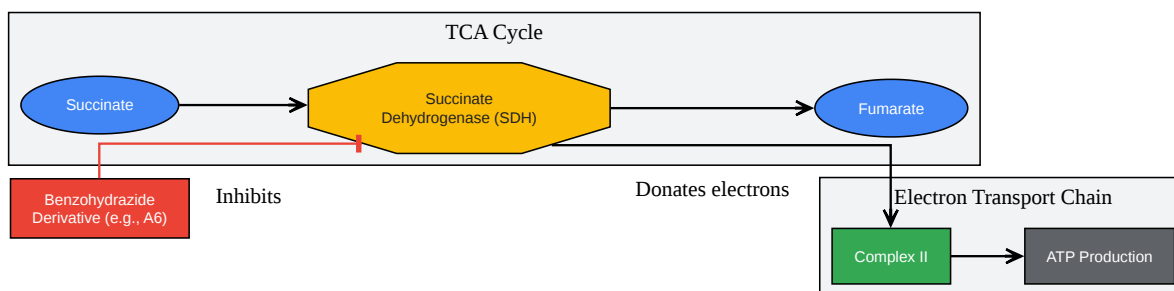 TCA Cycle
Succinate
Succinate
Dehydrogenase (SDH)
Fumarate
Benzohydrazide
Derivative (e.g., A6)
Inhibits
Donates electrons
Electron Transport Chain
Complex II
ATP Production